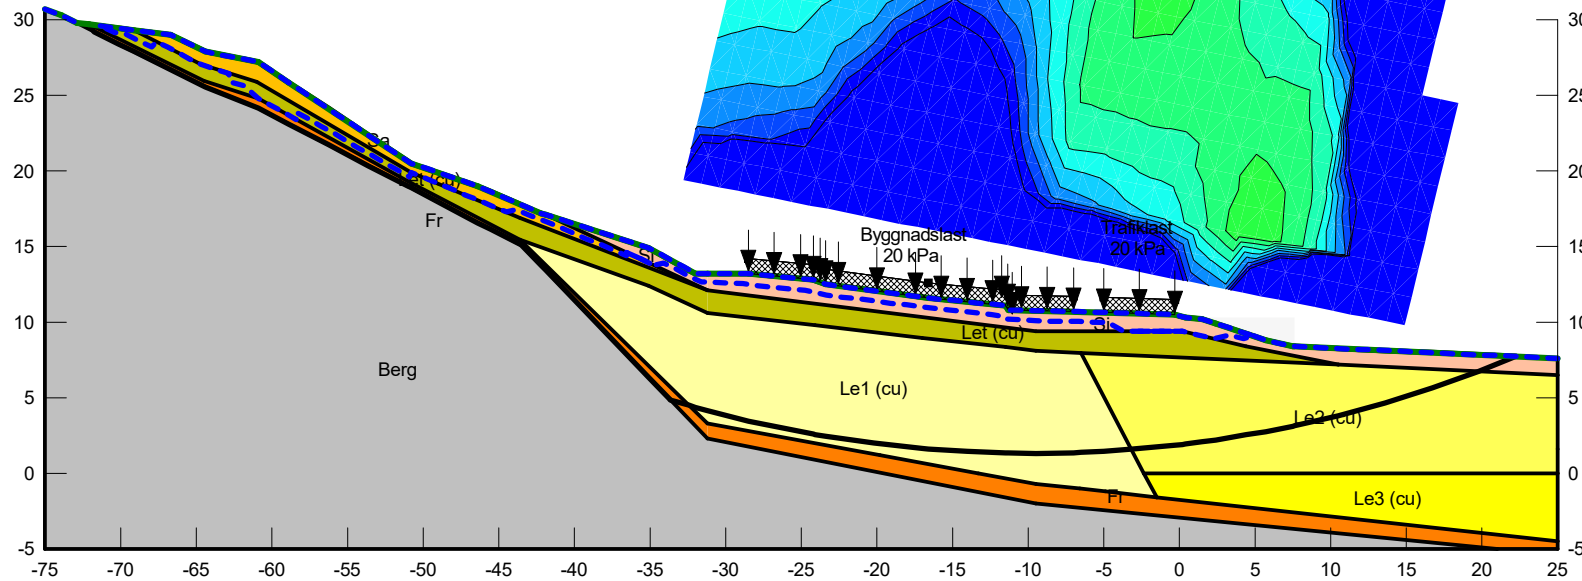 30
30
25
25
Sa
20
20
Let (cu)
Fr
15
15
Byggnadslast
20 kPa
Trafiklast
20 kPa
Si
10
10
Si
Let (cu)
Berg
Le1 (cu)
5
5
Le2 (cu)
0
0
Fr
Le3 (cu)
-5
-5
-75 -70 -65 -60 -55 -50 -45 -40 -35 -30 -25 -20 -15 -10 -5 0 5 10 15 20 25